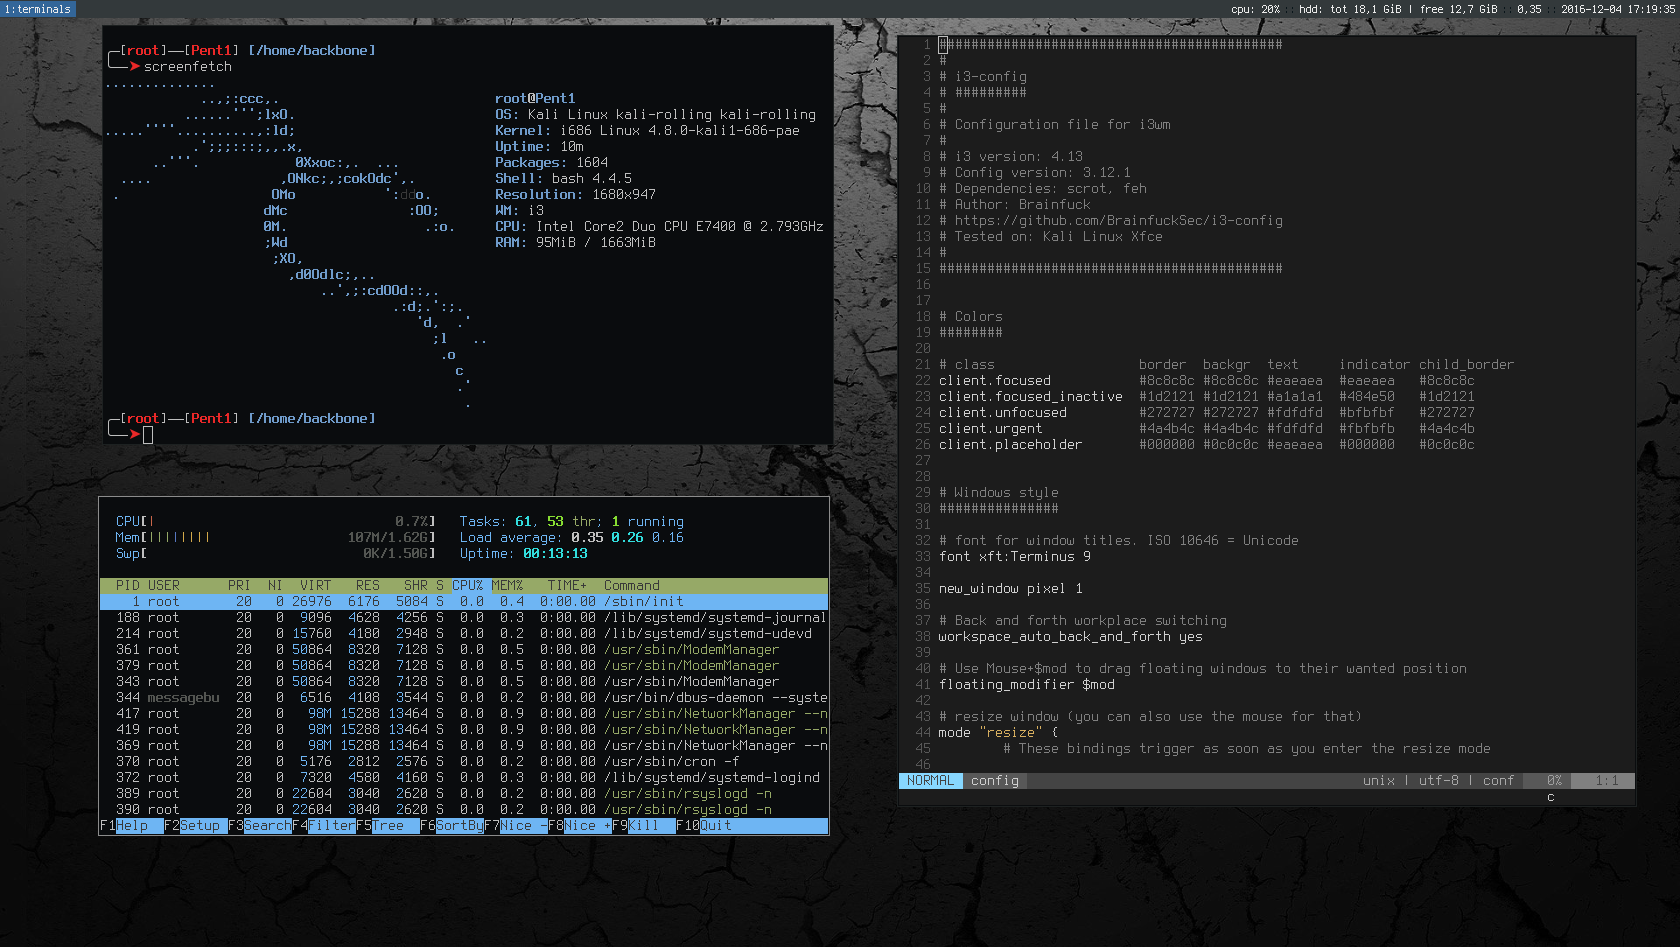 1:terminals
cpu: 20% :: hdd: tot 18,1 GiB | free 12,7 GiB :: 0,35 :: 2016-12-04 17:19:35
[root]—[Pent1] [/home/backbone]
screenfetch
root@Pent1
OS: Kali Linux kali-rolling kali-rolling
Kernel: i686 Linux 4.8.0-kali1-686-pae
Uptime: 10m
Packages: 1604
Shell: bash 4.4.5
Resolution: 1680x947
WM: i3
CPU: Intel Core2 Duo CPU E7400 @ 2.793GHz
RAM: 95MiB / 1663MiB
[root]—[Pent1] [/home/backbone]
CPU[| 0.7%] Tasks: 61, 53 thr; 1 running
Mem[|||||||| 107M/1.62G] Load average: 0.35 0.26 0.16
Swp[ 0K/1.50G] Uptime: 00:13:13
PID USER PRI NI VIRT RES SHR S CPU% MEM% TIME+ Command
1 root 20 0 26976 6176 5084 S 0.0 0.4 0:00.00 /sbin/init
188 root 20 0 9096 4628 4256 S 0.0 0.3 0:00.00 /lib/systemd/systemd-journal
214 root 20 0 15760 4180 2948 S 0.0 0.2 0:00.00 /lib/systemd/systemd-udevd
361 root 20 0 50864 8320 7128 S 0.0 0.5 0:00.00 /usr/sbin/ModemManager
379 root 20 0 50864 8320 7128 S 0.0 0.5 0:00.00 /usr/sbin/ModemManager
343 root 20 0 50864 8320 7128 S 0.0 0.5 0:00.00 /usr/sbin/ModemManager
344 messagebu 20 0 6516 4108 3544 S 0.0 0.2 0:00.00 /usr/bin/dbus-daemon --syste
417 root 20 0 98M 15288 13464 S 0.0 0.9 0:00.00 /usr/sbin/NetworkManager --n
419 root 20 0 98M 15288 13464 S 0.0 0.9 0:00.00 /usr/sbin/NetworkManager --n
369 root 20 0 98M 15288 13464 S 0.0 0.9 0:00.00 /usr/sbin/NetworkManager --n
370 root 20 0 5176 2812 2576 S 0.0 0.2 0:00.00 /usr/sbin/cron -f
372 root 20 0 7320 4580 4160 S 0.0 0.3 0:00.00 /lib/systemd/systemd-logind
389 root 20 0 22604 3040 2620 S 0.0 0.2 0:00.00 /usr/sbin/rsyslogd -n
390 root 20 0 22604 3040 2620 S 0.0 0.2 0:00.00 /usr/sbin/rsyslogd -n
F1Help F2Setup F3SearchF4FilterF5Tree F6SortByF7Nice -F8Nice +F9Kill F10Quit
1 ###########################################
2 #
3 # i3-config
4 # #########
5 #
6 # Configuration file for i3wm
7 #
8 # i3 version: 4.13
9 # Config version: 3.12.1
10 # Dependencies: scrot, feh
11 # Author: Brainfuck
12 # https://github.com/BrainfuckSec/i3-config
13 # Tested on: Kali Linux Xfce
14 #
15 ###########################################
16
17
18 # Colors
19 ########
20
21 # class border backgr text indicator child_border
22 client.focused #8c8c8c #8c8c8c #eaeaea #eaeaea #8c8c8c
23 client.focused_inactive #1d2121 #1d2121 #a1a1a1 #484e50 #1d2121
24 client.unfocused #272727 #272727 #fdfdfd #bfbfbf #272727
25 client.urgent #4a4b4c #4a4b4c #fdfdfd #fbfbfb #4a4c4b
26 client.placeholder #000000 #0c0c0c #eaeaea #000000 #0c0c0c
27
28
29 # Windows style
30 ###############
31
32 # font for window titles. ISO 10646 = Unicode
33 font xft:Terminus 9
34
35 new_window pixel 1
36
37 # Back and forth workplace switching
38 workspace_auto_back_and_forth yes
39
40 # Use Mouse+$mod to drag floating windows to their wanted position
41 floating_modifier $mod
42
43 # resize window (you can also use the mouse for that)
44 mode "resize" {
45 # These bindings trigger as soon as you enter the resize mode
46
NORMAL config unix | utf-8 | conf 0% 1:1
c